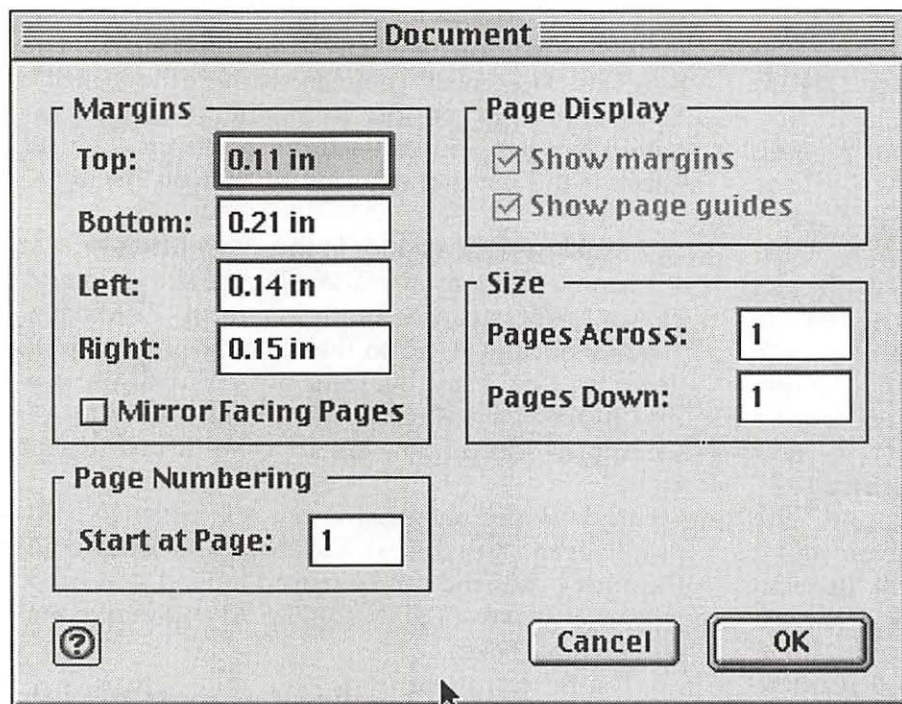 Document
Margins
Top: 0.11 in
Bottom: 0.21 in
Left: 0.14 in
Right: 0.15 in
Mirror Facing Pages
Page Display
Show margins
Show page guides
Size
Pages Across: 1
Pages Down: 1
Page Numbering
Start at Page: 1
?
Cancel
OK